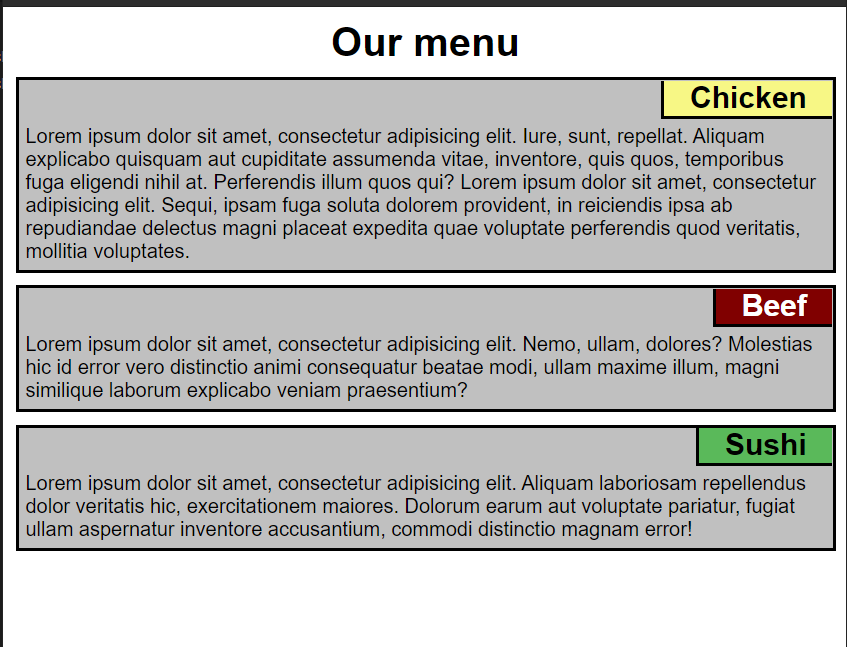 Our menu
Chicken
Lorem ipsum dolor sit amet, consectetur adipisicing elit. Iure, sunt, repellat. Aliquam
explicabo quisquam aut cupiditate assumenda vitae, inventore, quis quos, temporibus
fuga eligendi nihil at. Perferendis illum quos qui? Lorem ipsum dolor sit amet, consectetur
adipisicing elit. Sequi, ipsam fuga soluta dolorem provident, in reiciendis ipsa ab
repudiandae delectus magni placeat expedita quae voluptate perferendis quod veritatis,
mollitia voluptates.
Beef
Lorem ipsum dolor sit amet, consectetur adipisicing elit. Nemo, ullam, dolores? Molestias
hic id error vero distinctio animi consequatur beatae modi, ullam maxime illum, magni
similique laborum explicabo veniam praesentium?
Sushi
Lorem ipsum dolor sit amet, consectetur adipisicing elit. Aliquam laboriosam repellendus
dolor veritatis hic, exercitationem maiores. Dolorum earum aut voluptate pariatur, fugiat
ullam aspernatur inventore accusantium, commodi distinctio magnam error!